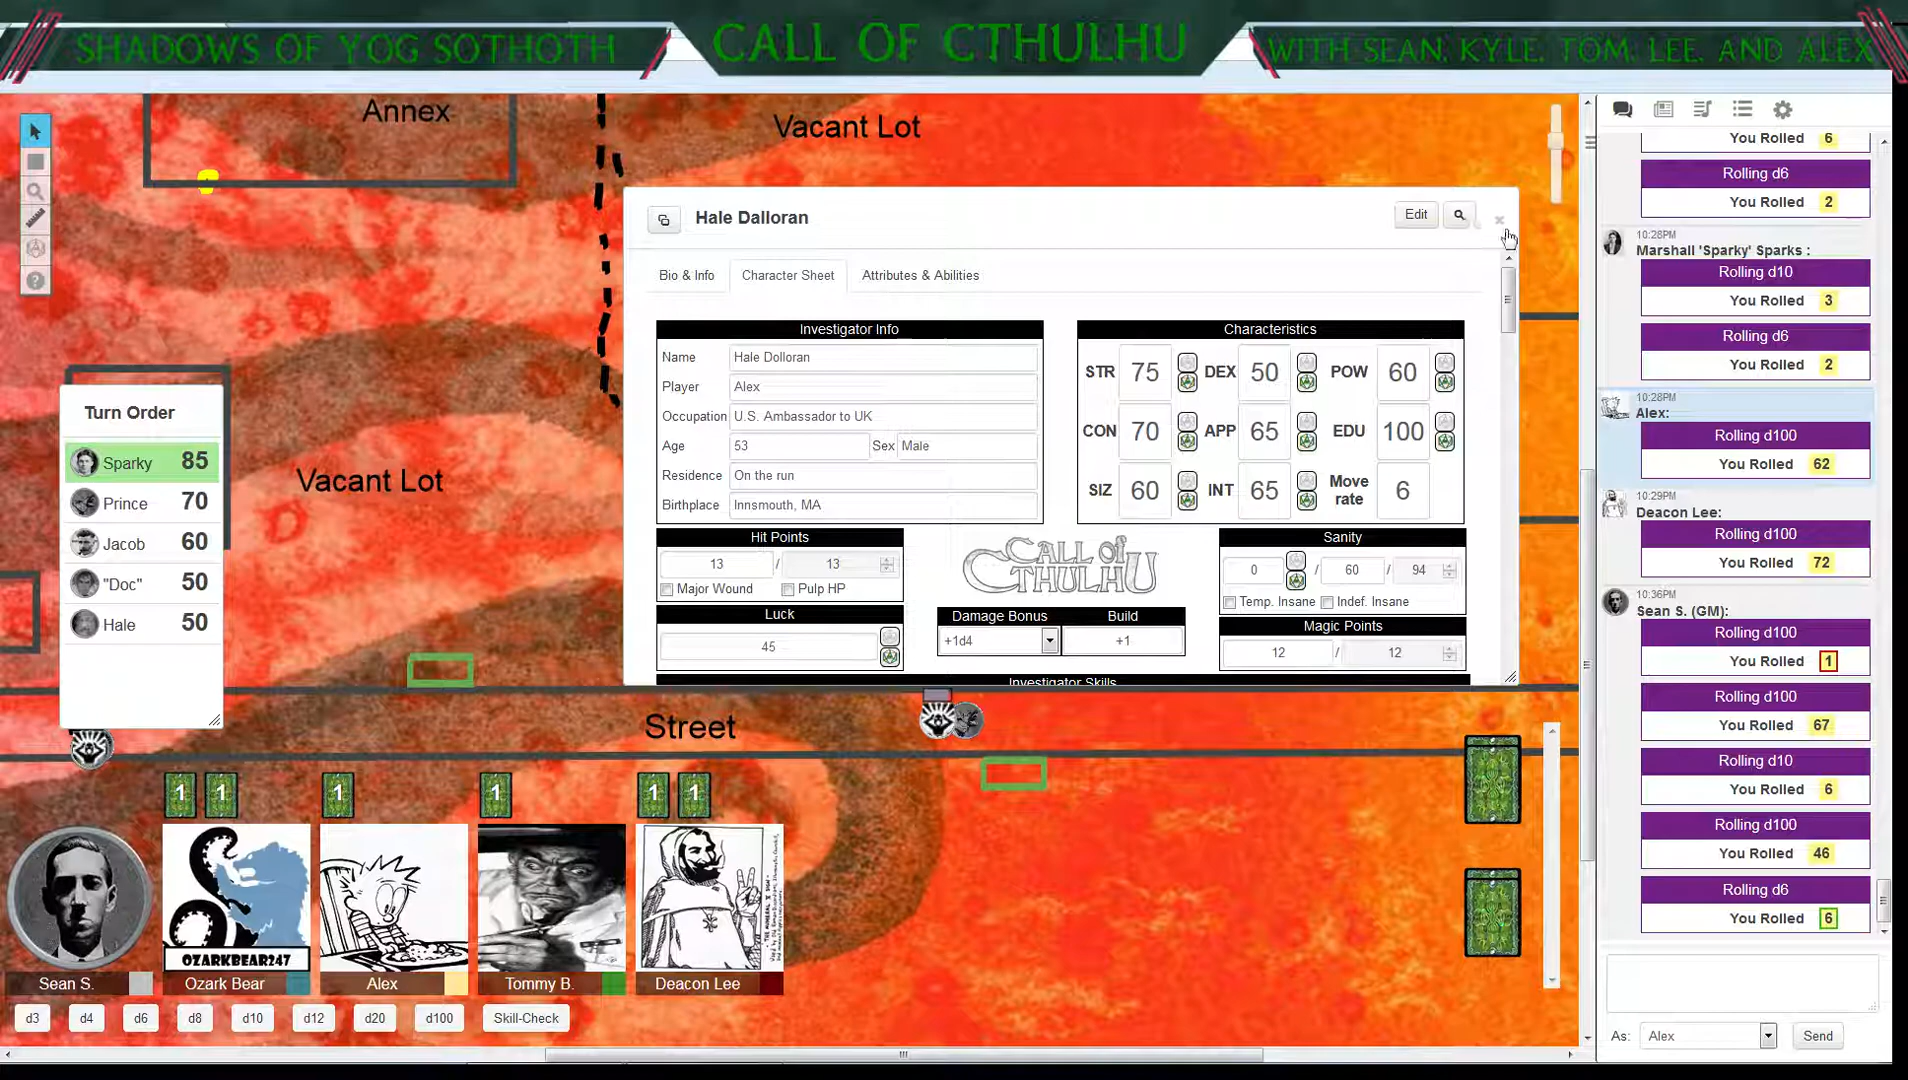 SHADOWS OF YOG SOTHOTH
CALL OF CTHULHU
WITH SEAN, KYLE, TOM, LEE, AND ALEX
Annex
Vacant Lot
Hale Dalloran
Edit
Bio & Info
Character Sheet
Attributes & Abilities
Investigator Info
Name Hale Dolloran
Player Alex
Occupation U.S. Ambassador to UK
Age 53 Sex Male
Residence On the run
Birthplace Innsmouth, MA
Characteristics
STR 75 DEX 50 POW 60
CON 70 APP 65 EDU 100
SIZ 60 INT 65 Move rate 6
Hit Points
13 / 13
Major Wound Pulp HP
Luck
45
CALL of CTHULHU
Damage Bonus Build
+1d4 +1
Sanity
0 / 60 / 94
Temp. Insane Indef. Insane
Magic Points
12 / 12
Investigator Skills
Turn Order
Sparky 85
Prince 70
Jacob 60
"Doc" 50
Hale 50
Vacant Lot
Street
1 1 1 1 1 1
OZARKBEAR247
Sean S.
Ozark Bear
Alex
Tommy B.
Deacon Lee
d3 d4 d6 d8 d10 d12 d20 d100 Skill-Check
You Rolled 6
Rolling d6
You Rolled 2
10:28PM
Marshall 'Sparky' Sparks :
Rolling d10
You Rolled 3
Rolling d6
You Rolled 2
10:28PM
Alex:
Rolling d100
You Rolled 62
10:29PM
Deacon Lee:
Rolling d100
You Rolled 72
10:36PM
Sean S. (GM):
Rolling d100
You Rolled 1
Rolling d100
You Rolled 67
Rolling d10
You Rolled 6
Rolling d100
You Rolled 46
Rolling d6
You Rolled 6
As: Alex
Send